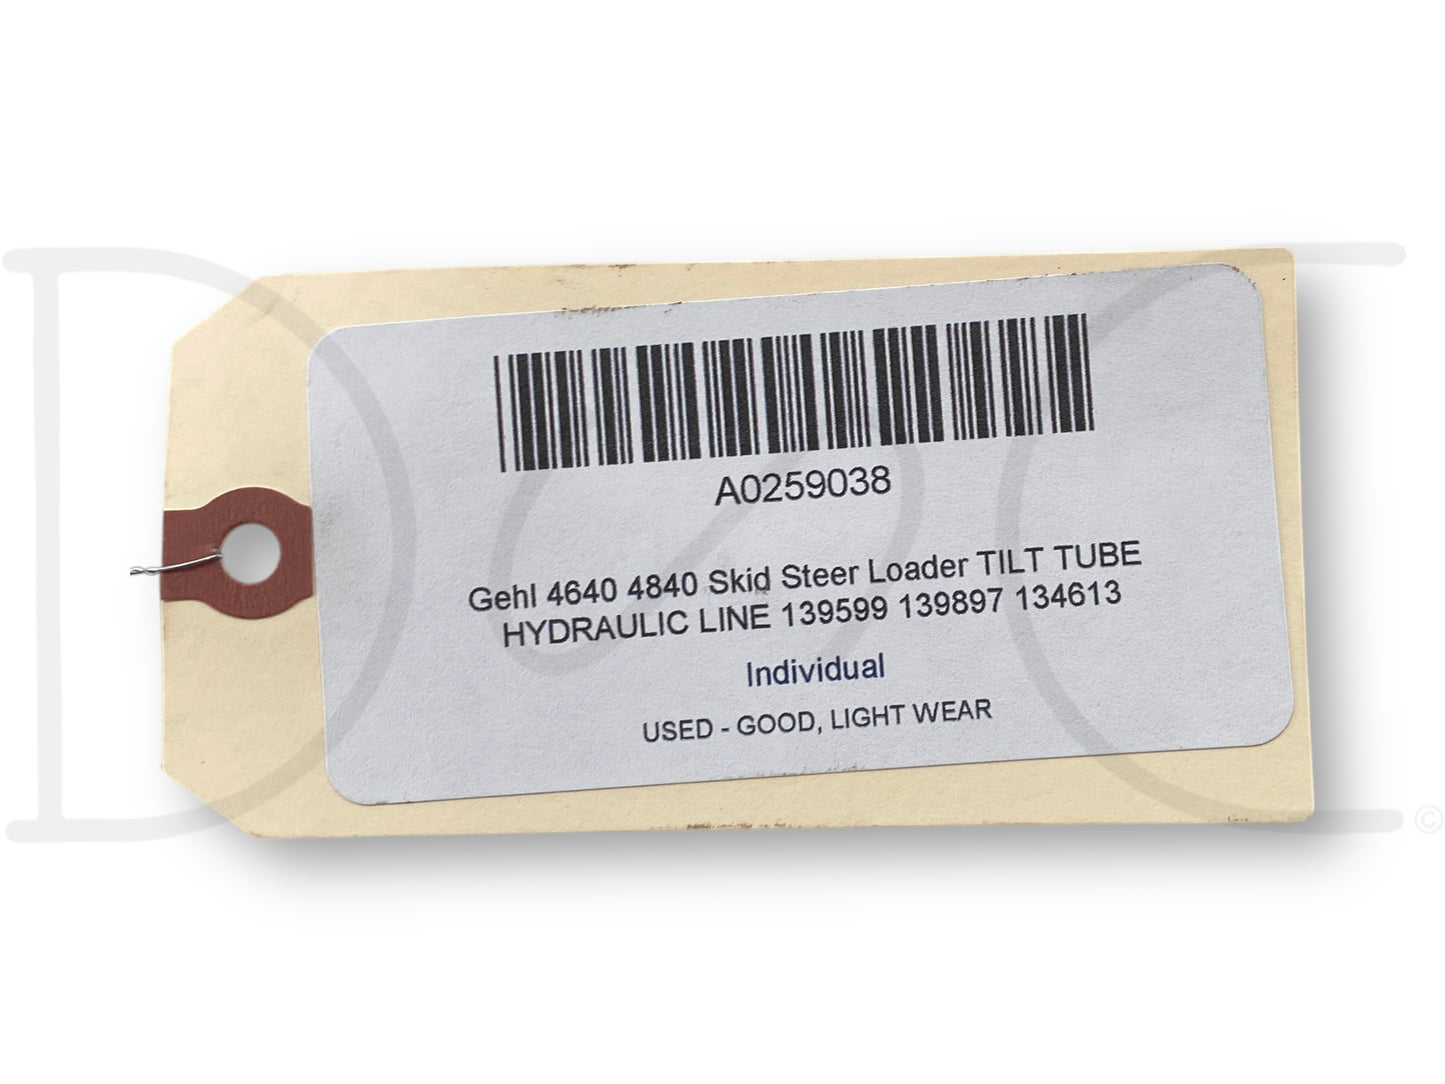 A0259038
Gehl 4640 4840 Skid Steer Loader TILT TUBE
HYDRAULIC LINE 139599 139897 134613
Individual
USED - GOOD, LIGHT WEAR
©